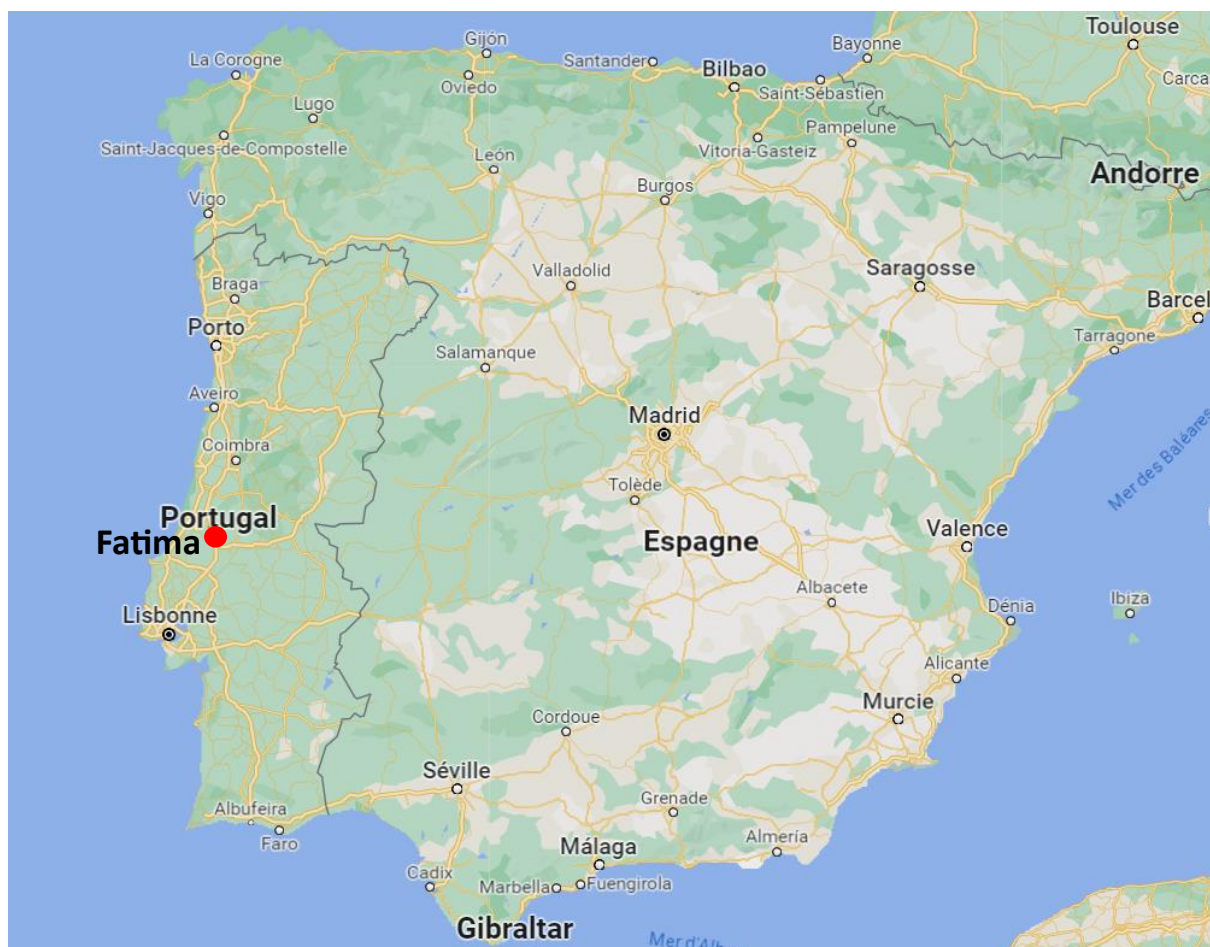 Toulouse
Gijón
Bayonne
La Corogne
Santander
Bilbao
Carca
Oviedo
Saint-Sébastien
Lugo
Pampelune
Saint-Jacques-de-Compostelle
Vitoria-Gasteiz
León
Andorre
Burgos
Vigo
Valladolid
Saragosse
Braga
Barcel
Porto
Tarragone
Salamanque
Aveiro
Madrid
Coimbra
Mer des Baléares
Tolède
Portugal
Fatima
Espagne
Valence
Albacete
Ibiza
Lisbonne
Dénia
Alicante
Murcie
Cordoue
Séville
Grenade
Albufeira
Faro
Almería
Málaga
Cadix
Marbella
Fuengirola
Gibraltar
Mer d'Alb